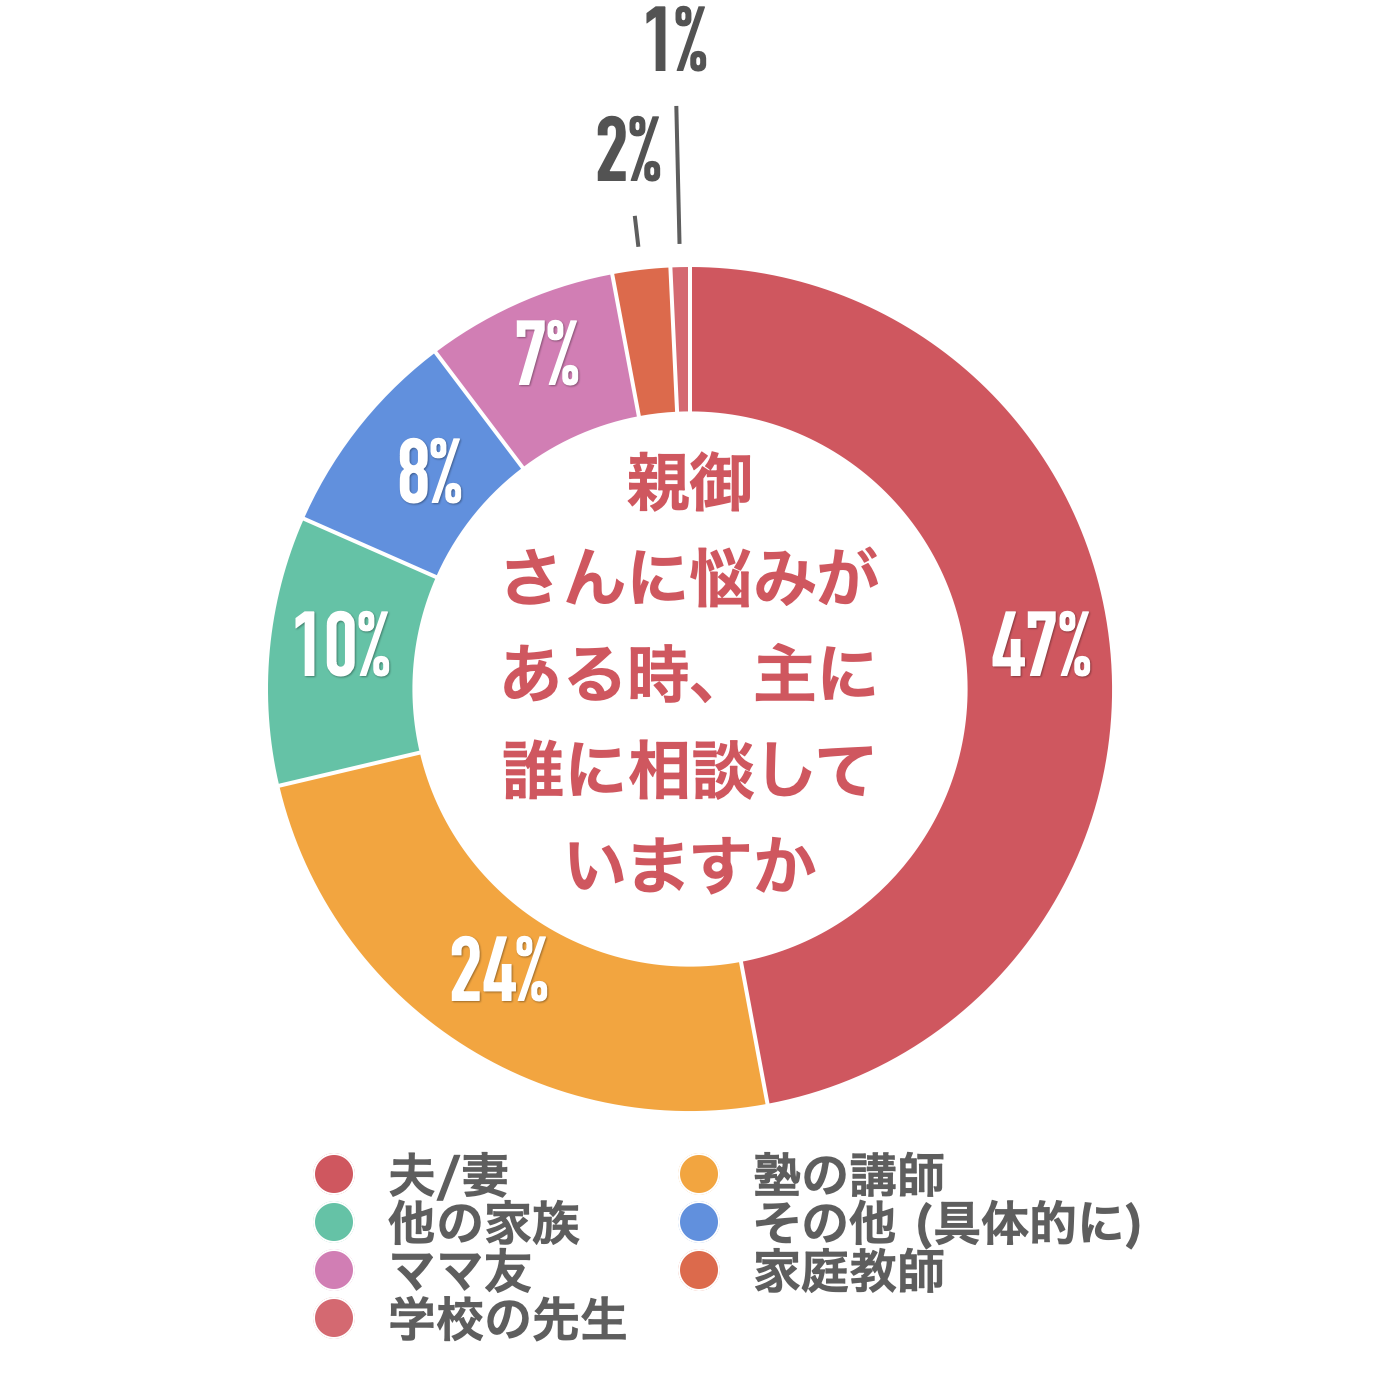 1%
2%
7%
8%
10%
47%
24%
親御
さんに悩みが
ある時、主に
誰に相談して
いますか
夫/妻
塾の講師
他の家族
その他 (具体的に)
ママ友
家庭教師
学校の先生